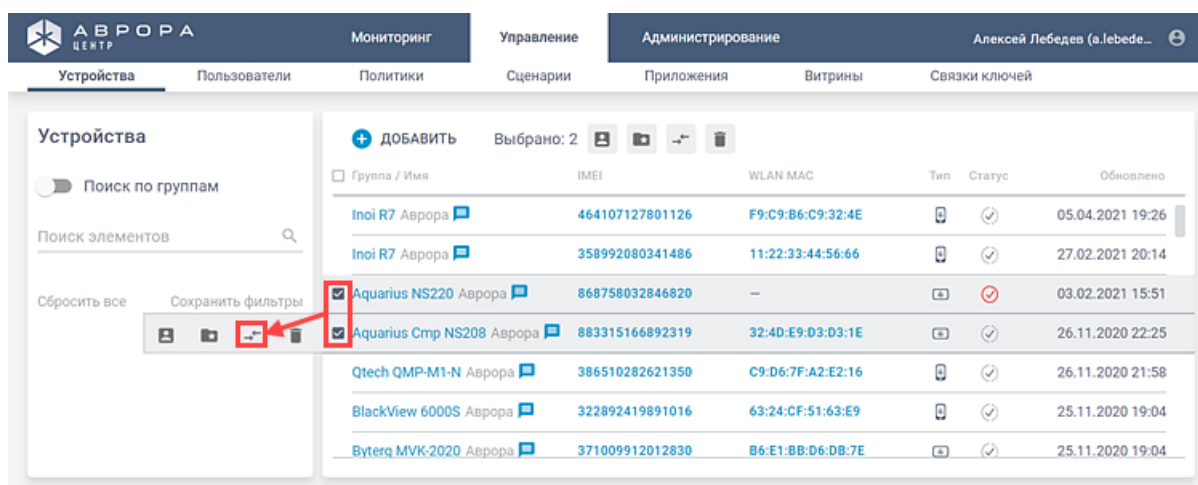 АВРОРА
ЦЕНТР
Мониторинг Управление Администрирование Алексей Лебедев (a.lebede...
Устройства Пользователи Политики Сценарии Приложения Витрины Связки ключей
Устройства
Поиск по группам
Поиск элементов
Сбросить все Сохранить фильтры
ДОБАВИТЬ Выбрано: 2
Группа / Имя IMEI WLAN MAC Тип Статус Обновлено
Inoi R7 Аврора 464107127801126 F9:C9:B6:C9:32:4E 05.04.2021 19:26
Inoi R7 Аврора 358992080341486 11:22:33:44:56:66 27.02.2021 20:14
Aquarius NS220 Аврора 868758032846820 — 03.02.2021 15:51
Aquarius Cmp NS208 Аврора 883315166892319 32:4D:E9:D3:D3:1E 26.11.2020 22:25
Qtech QMP-M1-N Аврора 386510282621350 C9:D6:7F:A2:E2:16 26.11.2020 21:58
BlackView 6000S Аврора 322892419891016 63:24:CF:51:63:E9 25.11.2020 19:04
Byterg MVK-2020 Аврора 371009912012830 B6:E1:BB:D6:DB:7E 25.11.2020 19:04